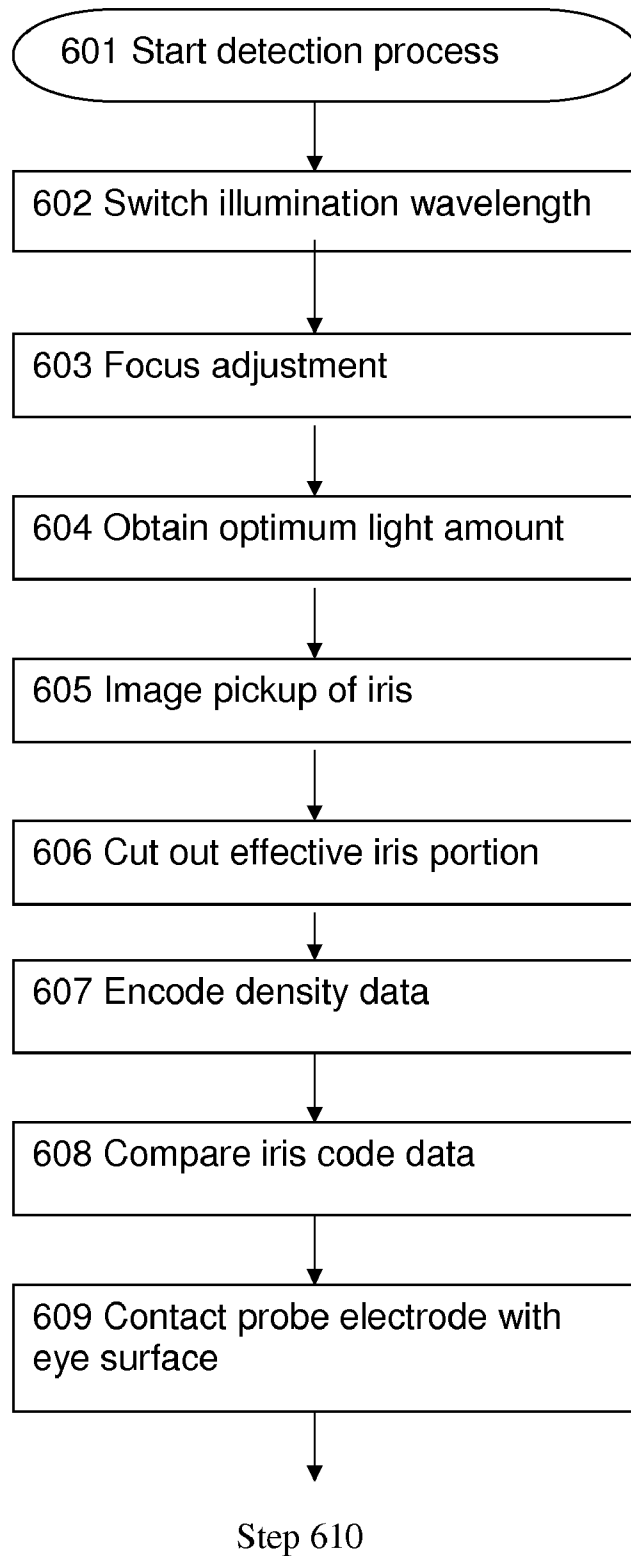 601 Start detection process
602 Switch illumination wavelength
603 Focus adjustment
604 Obtain optimum light amount
605 Image pickup of iris
606 Cut out effective iris portion
607 Encode density data
608 Compare iris code data
609 Contact probe electrode with
eye surface
Step 610